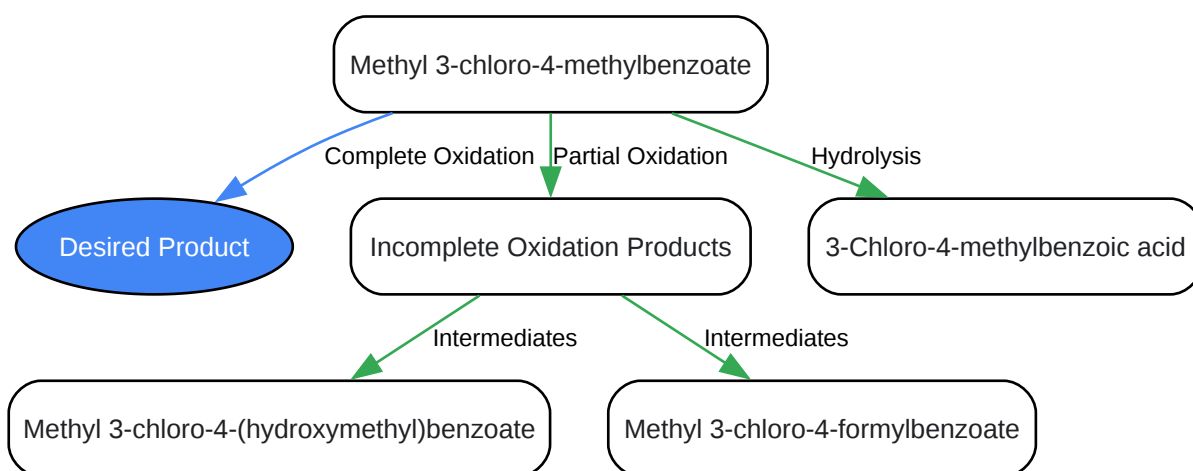 Methyl 3-chloro-4-methylbenzoate
Complete Oxidation
Partial Oxidation
Hydrolysis
Desired Product
Incomplete Oxidation Products
3-Chloro-4-methylbenzoic acid
Intermediates
Intermediates
Methyl 3-chloro-4-(hydroxymethyl)benzoate
Methyl 3-chloro-4-formylbenzoate